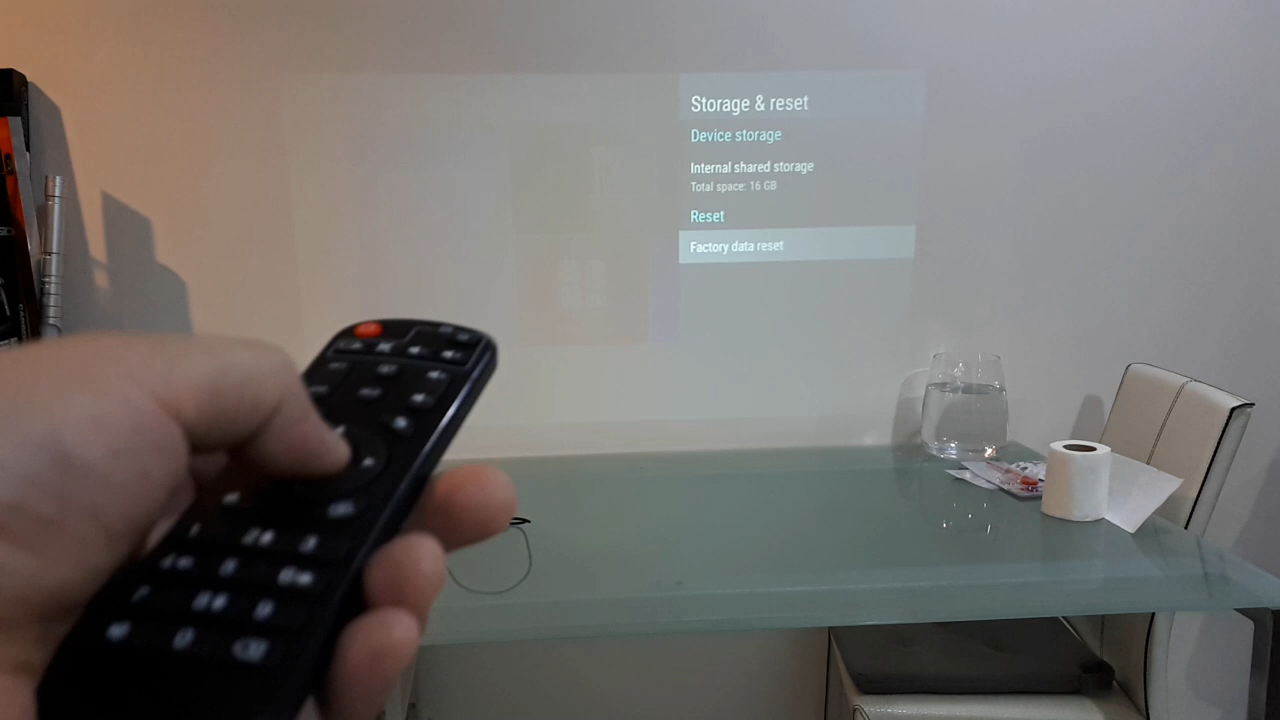 Storage & reset
Device storage
Internal shared storage
Total space: 16 GB
Reset
Factory data reset